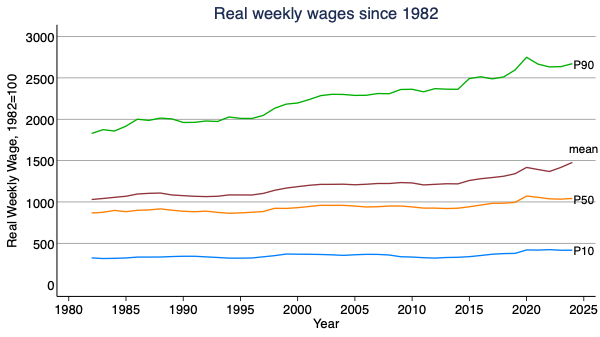 Real weekly wages since 1982
Real Weekly Wage, 1982=100
3000
2500
2000
1500
1000
500
0
P90
mean
P50
P10
1980 1985 1990 1995 2000 2005 2010 2015 2020 2025
Year